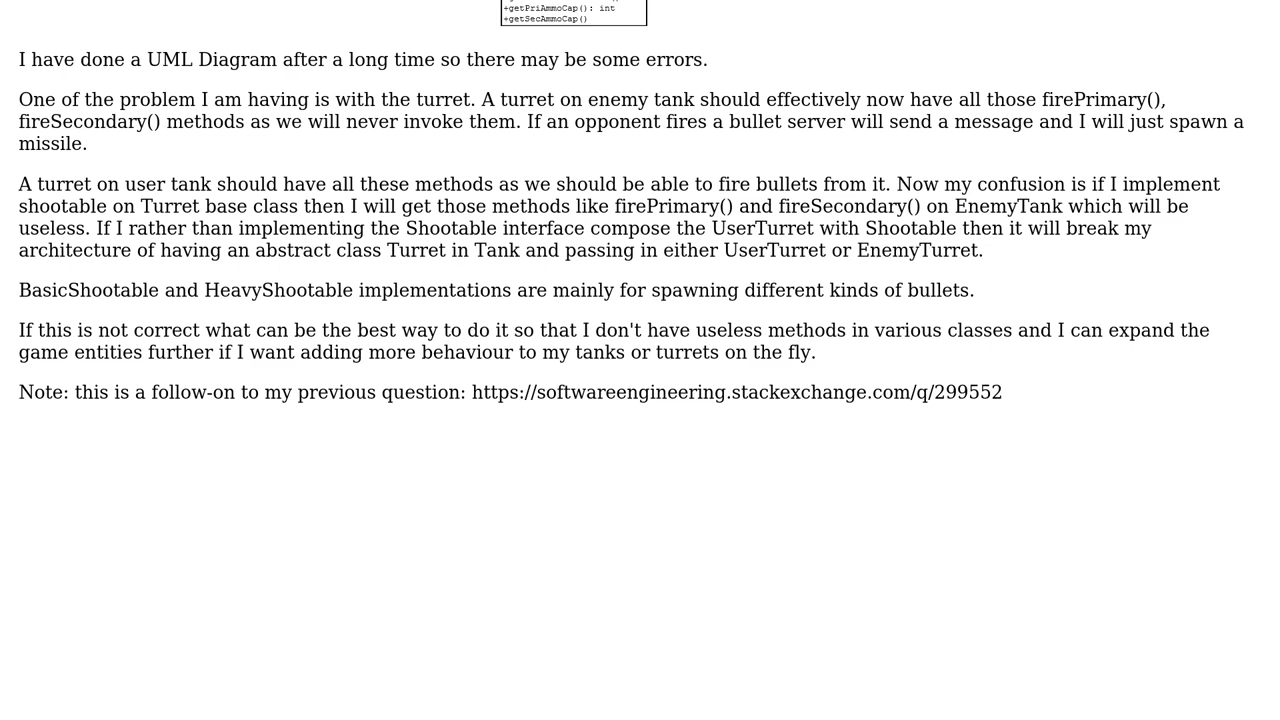 +getPriAmmoCap(): int
+getSecAmmoCap()
I have done a UML Diagram after a long time so there may be some errors.
One of the problem I am having is with the turret. A turret on enemy tank should effectively now have all those firePrimary(),
fireSecondary() methods as we will never invoke them. If an opponent fires a bullet server will send a message and I will just spawn a
missile.
A turret on user tank should have all these methods as we should be able to fire bullets from it. Now my confusion is if I implement
shootable on Turret base class then I will get those methods like firePrimary() and fireSecondary() on EnemyTank which will be
useless. If I rather than implementing the Shootable interface compose the UserTurret with Shootable then it will break my
architecture of having an abstract class Turret in Tank and passing in either UserTurret or EnemyTurret.
BasicShootable and HeavyShootable implementations are mainly for spawning different kinds of bullets.
If this is not correct what can be the best way to do it so that I don't have useless methods in various classes and I can expand the
game entities further if I want adding more behaviour to my tanks or turrets on the fly.
Note: this is a follow-on to my previous question: https://softwareengineering.stackexchange.com/q/299552